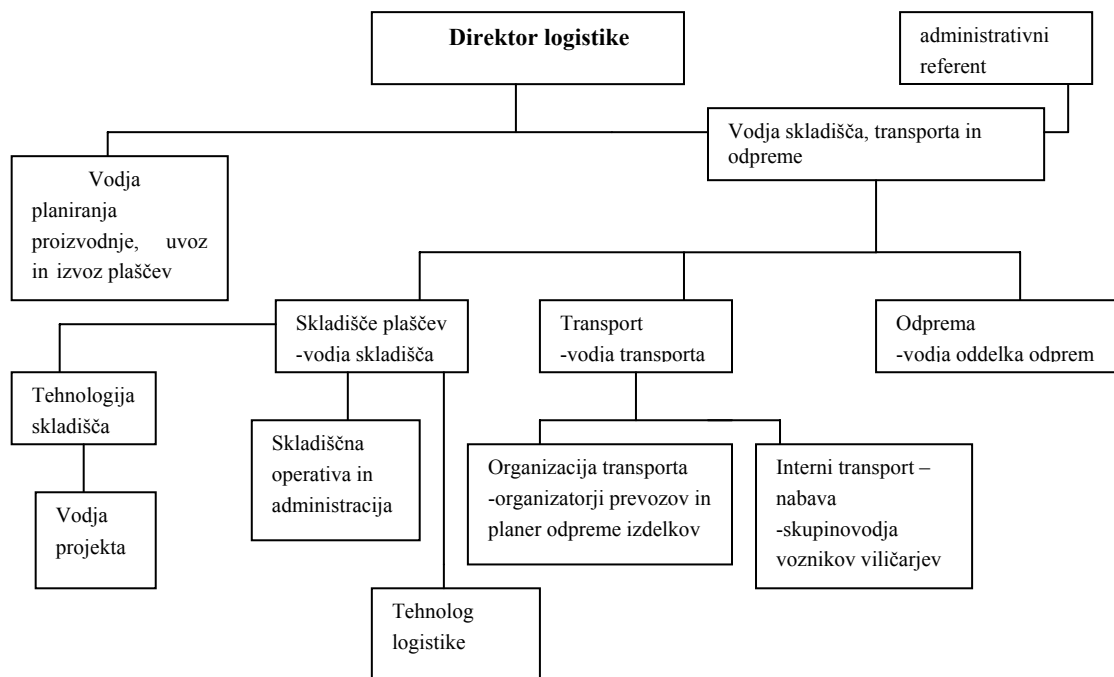 Direktor logistike
administrativni
referent
Vodja skladišča, transporta in
odpreme
Vodja
planiranja
proizvodnje, uvoz
in izvoz plaščev
Skladišče plaščev
-vodja skladišča
Transport
-vodja transporta
Odprema
-vodja oddelka odprem
Tehnologija
skladišča
Skladiščna
operativa in
administracija
Organizacija transporta
-organizatorji prevozov in
planer odpreme izdelkov
Interni transport –
nabava
-skupinovodja
voznikov viličarjev
Vodja
projekta
Tehnolog
logistike